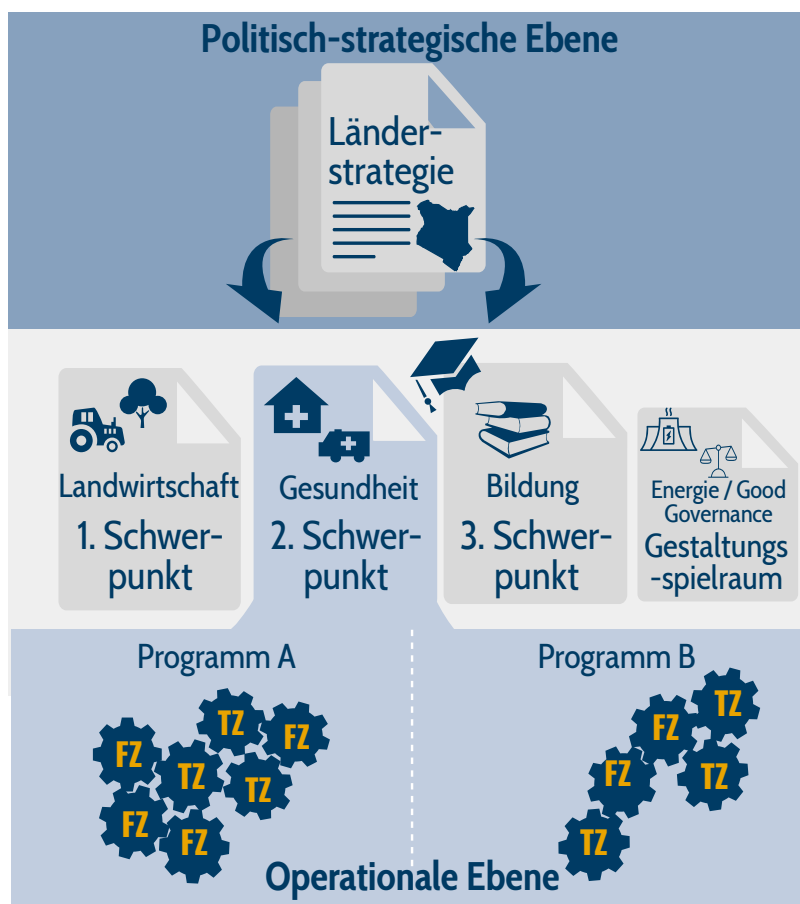 Politisch-strategische Ebene
Länder-
strategie
Landwirtschaft
1. Schwer-
punkt
Gesundheit
2. Schwer-
punkt
Bildung
3. Schwer-
punkt
Energie / Good
Governance
Gestaltungs
-spielraum
Programm A
FZ
TZ
FZ
TZ
TZ
FZ
FZ
Programm B
TZ
FZ
FZ
TZ
TZ
Operationale Ebene